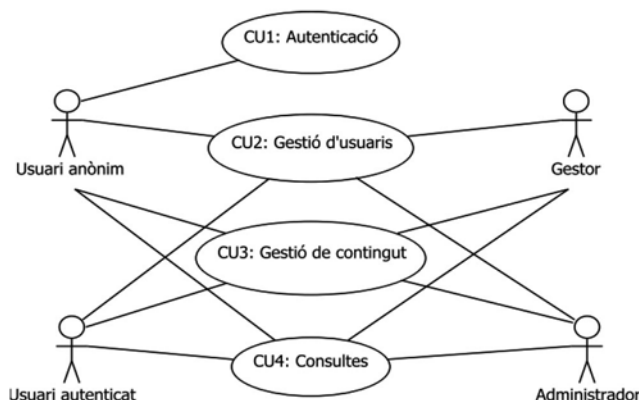 CU1: Autenticació
CU2: Gestió d'usuaris
Usuari anònim
Gestor
CU3: Gestió de contingut
CU4: Consultes
Usuari autenticat
Administrador